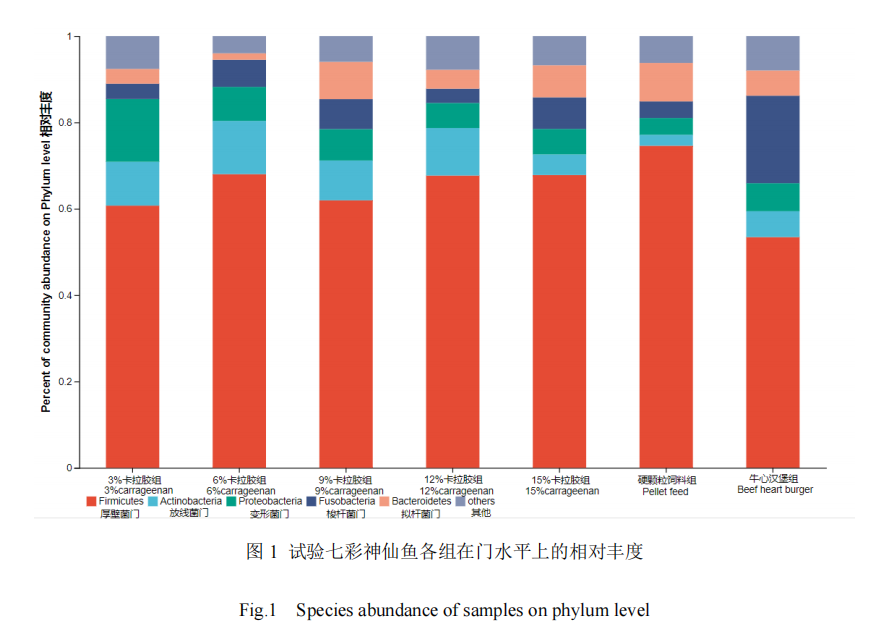 Percent of community abundance on Phylum level 相对丰度
1
0.8
0.6
0.4
0.2
0
3%卡拉胶组 6%卡拉胶组 9%卡拉胶组 12%卡拉胶组 15%卡拉胶组 硬颗粒饲料组 牛心汉堡组
3%carrageenan 6%carrageenan 9%carrageenan 12%carrageenan 15%carrageenan Pellet feed Beef heart burger
Firmicutes Actinobacteria Proteobacteria Fusobacteria Bacteroidetes others
厚壁菌门 放线菌门 变形菌门 梭杆菌门 拟杆菌门 其他
图 1 试验七彩神仙鱼各组在门水平上的相对丰度
Fig.1 Species abundance of samples on phylum level